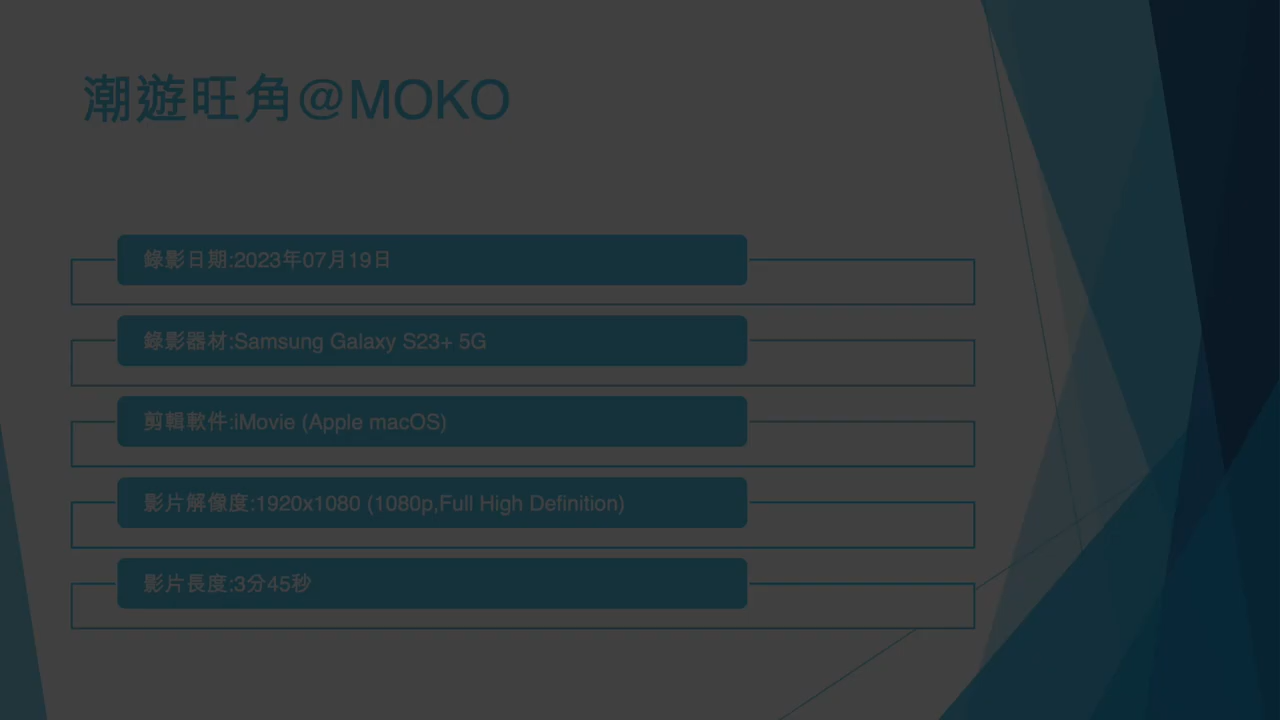 潮遊旺角@MOKO
錄影日期:2023年07月19日
錄影器材:Samsung Galaxy S23+ 5G
剪輯軟件:iMovie (Apple macOS)
影片解像度:1920x1080 (1080p,Full High Definition)
影片長度:3分45秒